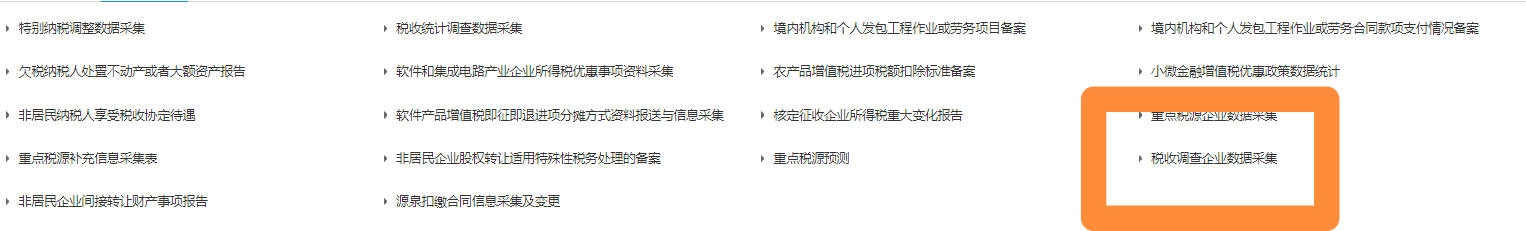 特别纳税调整数据采集
税收统计调查数据采集
境内机构和个人发包工程作业或劳务项目备案
境内机构和个人发包工程作业或劳务合同款项支付情况备案
欠税纳税人处置不动产或者大额资产报告
软件和集成电路产业企业所得税优惠事项资料采集
农产品增值税进项税额扣除标准备案
小微金融增值税优惠政策数据统计
非居民纳税人享受税收协定待遇
软件产品增值税即征即退进项分摊方式资料报送与信息采集
核定征收企业所得税重大变化报告
重点税源企业数据采集
重点税源补充信息采集表
非居民企业股权转让适用特殊性税务处理的备案
重点税源预测
税收调查企业数据采集
非居民企业间接转让财产事项报告
源泉扣缴合同信息采集及变更